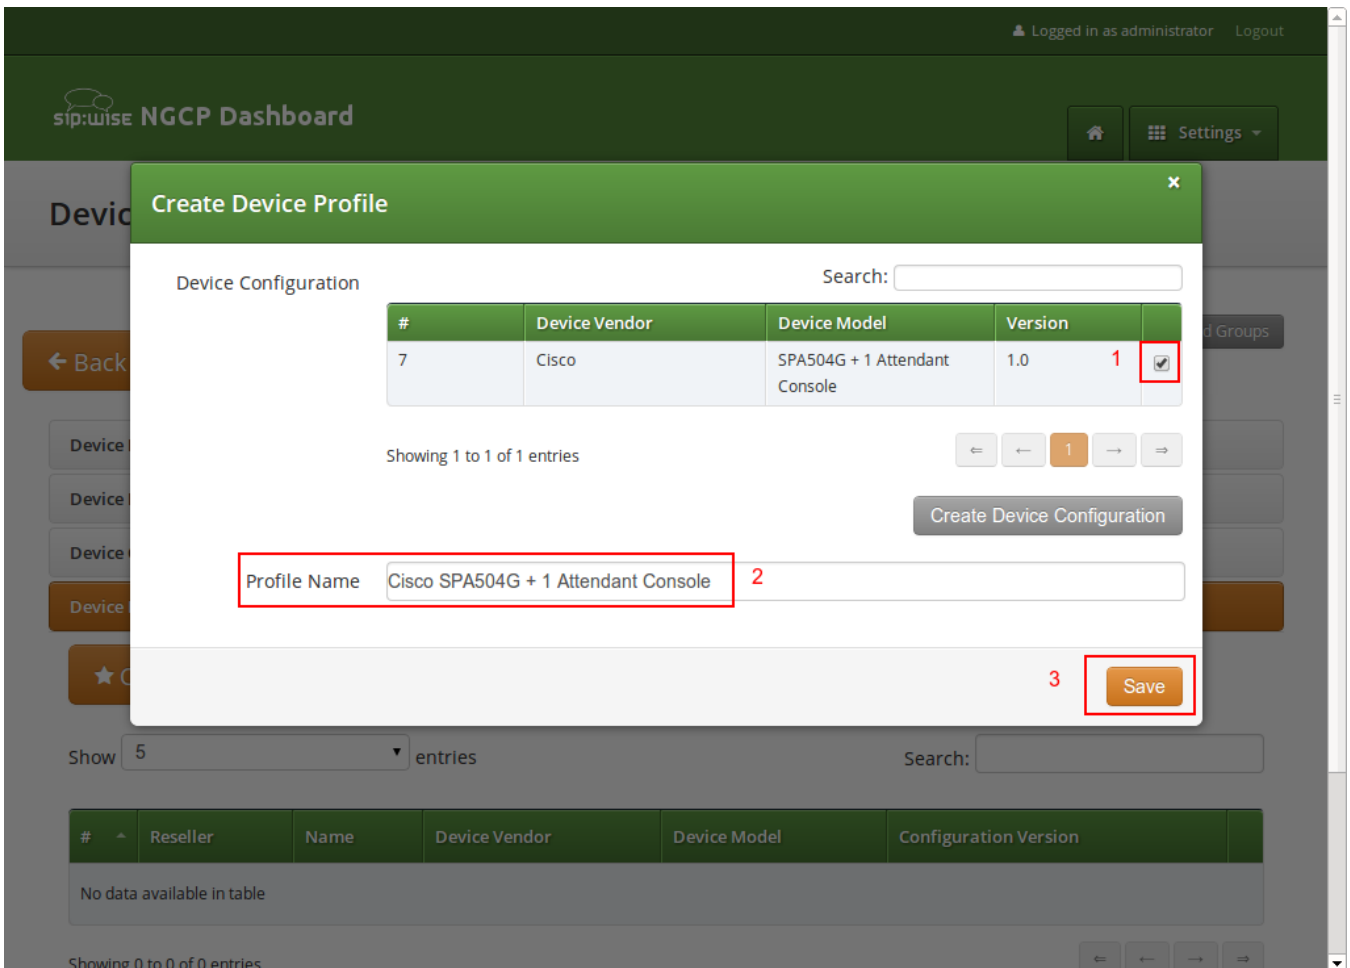 Logged in as administrator Logout
sip:wise NGCP Dashboard
Settings
Create Device Profile
×
Devic
Device Configuration
Search:
# Device Vendor Device Model Version
d Groups
7 Cisco SPA504G + 1 Attendant Console 1.0 1
← Back
Device
Showing 1 to 1 of 1 entries
⇐ ← 1 → ⇒
Device
Create Device Configuration
Device
Profile Name Cisco SPA504G + 1 Attendant Console 2
Device
3 Save
Show 5 entries
Search:
# Reseller Name Device Vendor Device Model Configuration Version
No data available in table
Showing 0 to 0 of 0 entries
⇐ ← → ⇒